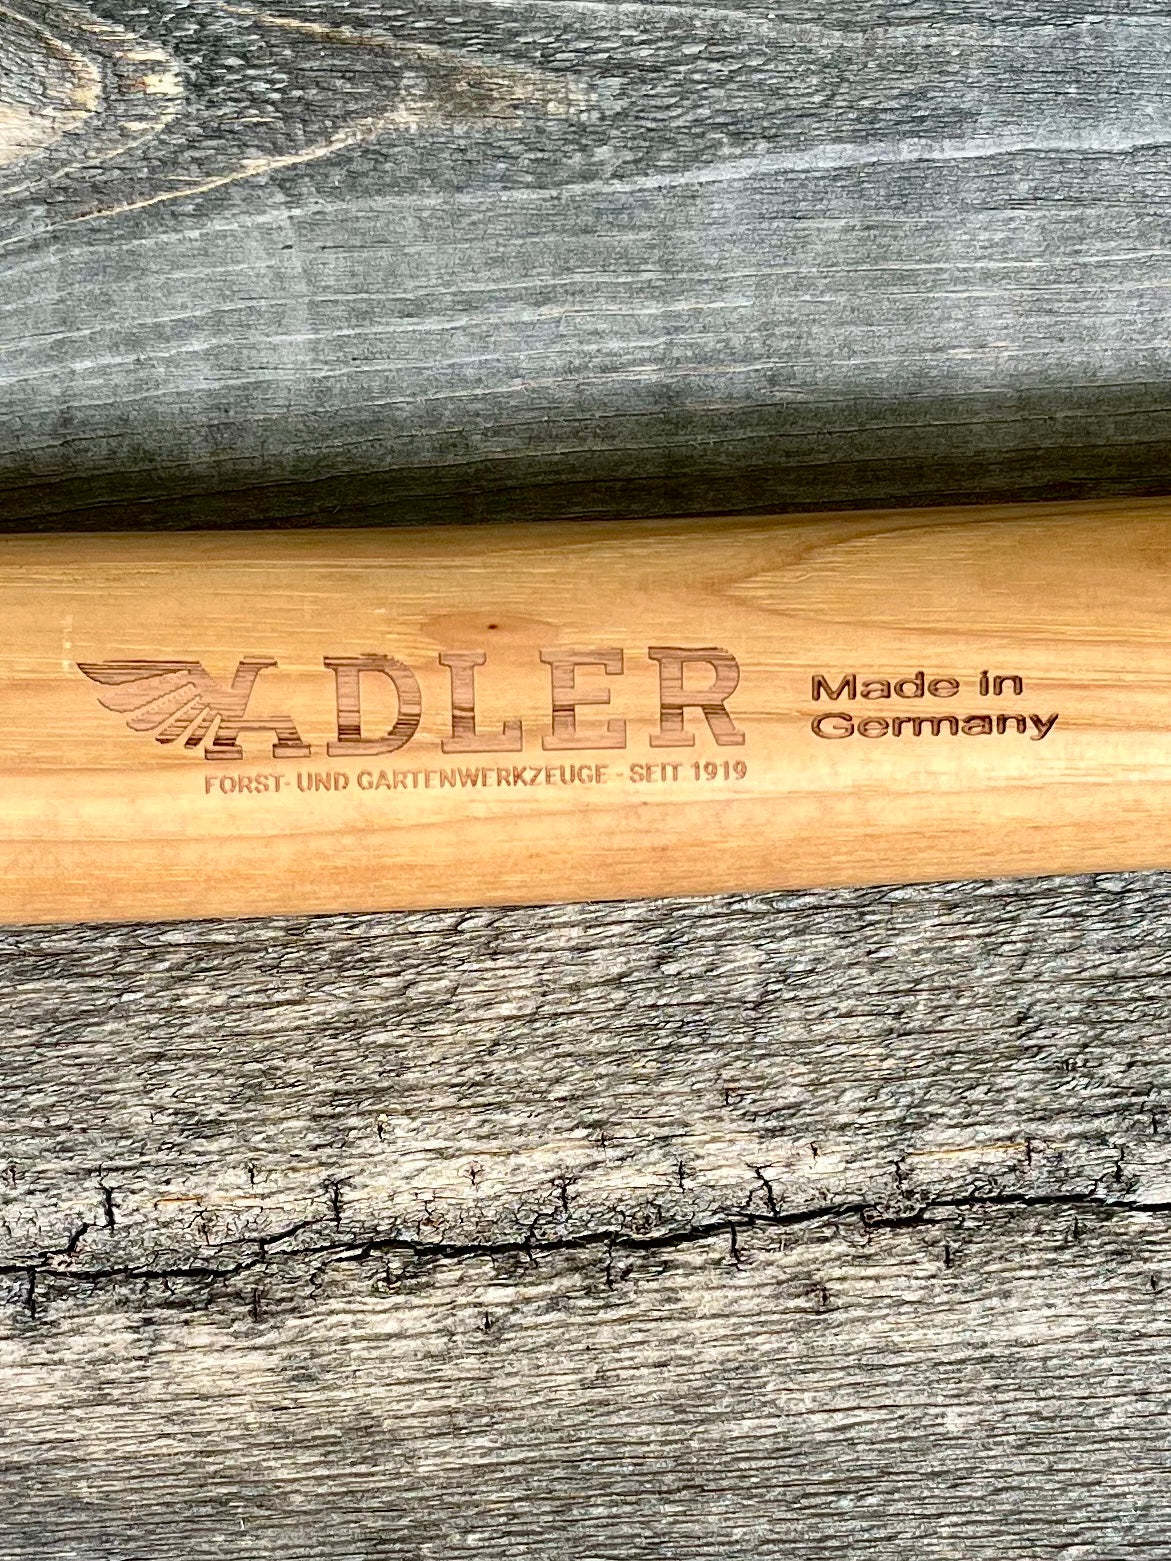 ADLER
FORST- UND GARTENWERKZEUGE - SEIT 1919
Made in
Germany